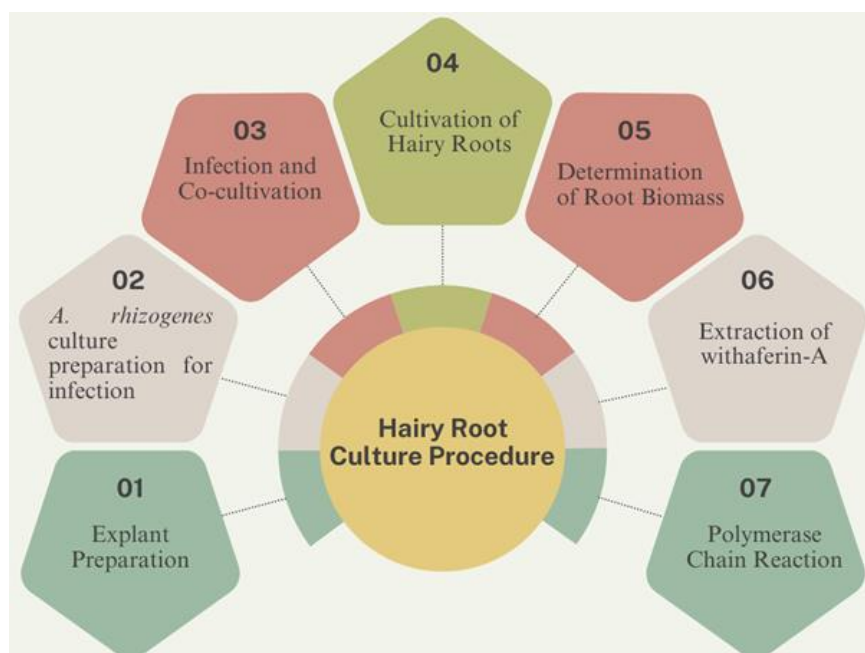 01
Explant
Preparation
02
A. rhizogenes
culture
preparation for
infection
03
Infection and
Co-cultivation
04
Cultivation of
Hairy Roots
05
Determination
of Root Biomass
06
Extraction of
withaferin-A
07
Polymerase
Chain Reaction
Hairy Root
Culture Procedure